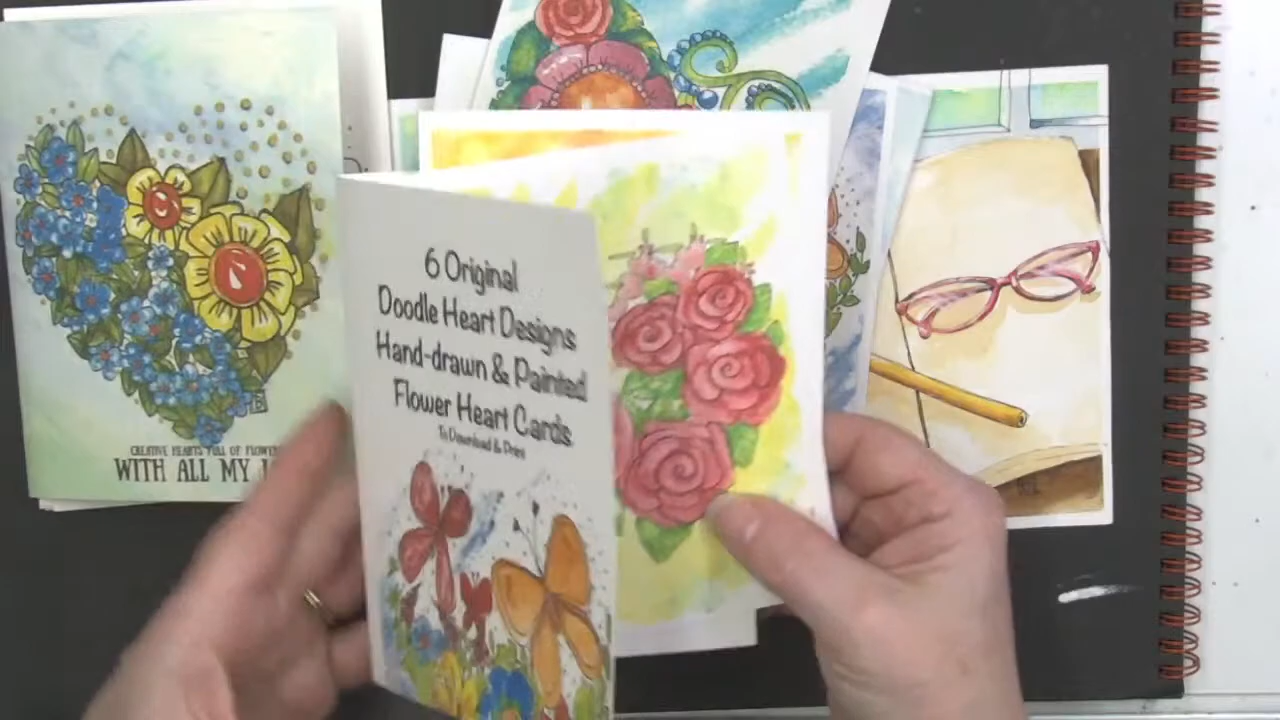 CREATIVE HEARTS FULL OF FLOWE
WITH ALL MY
6 Original
Doodle Heart Designs
Hand-drawn & Painted
Flower Heart Cards
To Download & Print